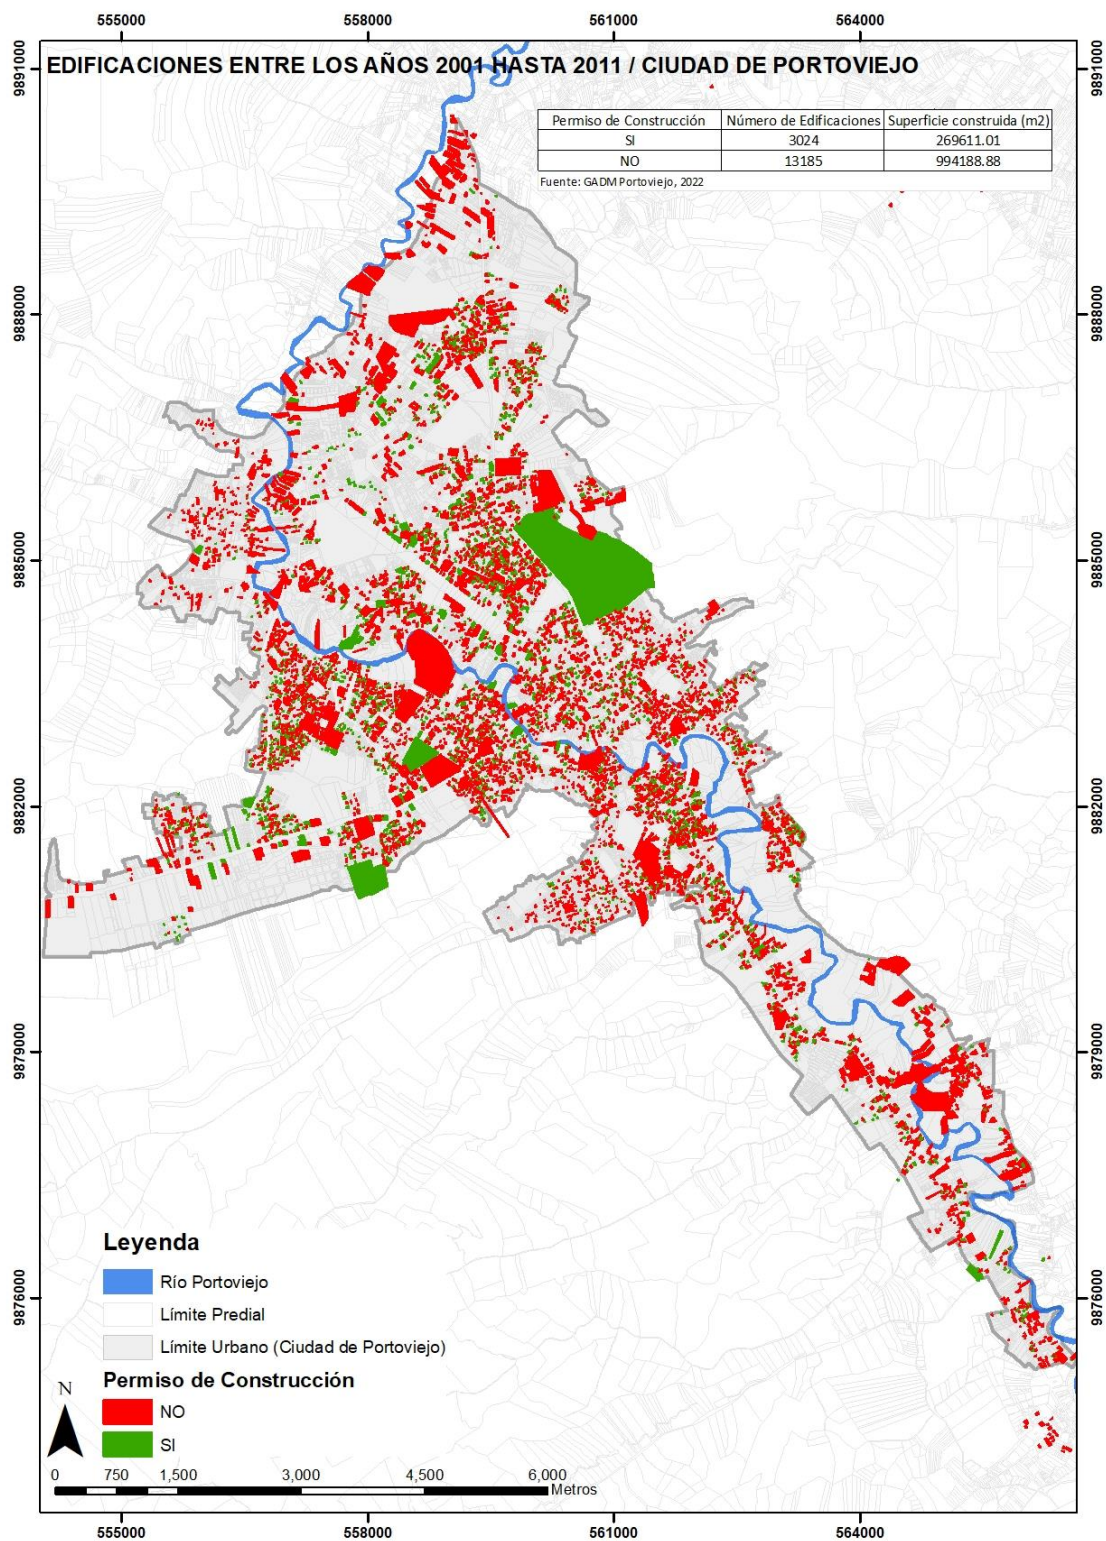 555000 558000 561000 564000
EDIFICACIONES ENTRE LOS AÑOS 2001 HASTA 2011 / CIUDAD DE PORTOVIEJO
9891000 9891000
Permiso de Construcción Número de Edificaciones Superficie construida (m2)
SI 3024 269611.01
NO 13185 994188.88
Fuente: GADM Portoviejo, 2022
9888000 9888000
9885000 9885000
9882000 9882000
9879000 9879000
9876000 9876000
Leyenda
Río Portoviejo
Límite Predial
Límite Urbano (Ciudad de Portoviejo)
Permiso de Construcción
N
NO
SI
0 750 1,500 3,000 4,500 6,000
Metros
555000 558000 561000 564000